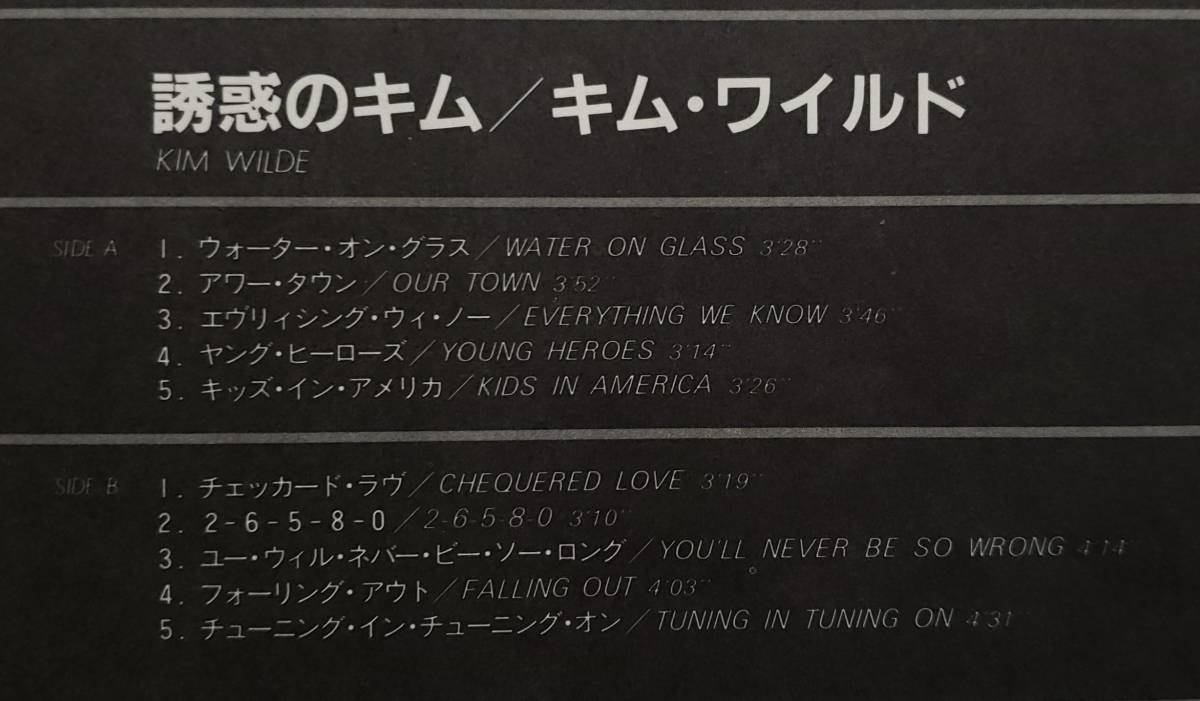 誘惑のキム／キム・ワイルド
KIM WILDE
SIDE A 1. ウォーター・オン・グラス／WATER ON GLASS 3'28"
2. アワー・タウン／OUR TOWN 3'52"
3. エヴリィシング・ウィ・ノー／EVERYTHING WE KNOW 3'46"
4. ヤング・ヒーローズ／YOUNG HEROES 3'14"
5. キッズ・イン・アメリカ／KIDS IN AMERICA 3'26"
SIDE B 1. チェッカード・ラヴ／CHEQUERED LOVE 3'19"
2. 2-6-5-8-0／2-6-5-8-0 3'10"
3. ユー・ウィル・ネバー・ビー・ソー・ロング／YOU'LL NEVER BE SO WRONG 4'14"
4. フォーリング・アウト／FALLING OUT 4'03"
5. チューニング・イン・チューニング・オン／TUNING IN TUNING ON 4'31"